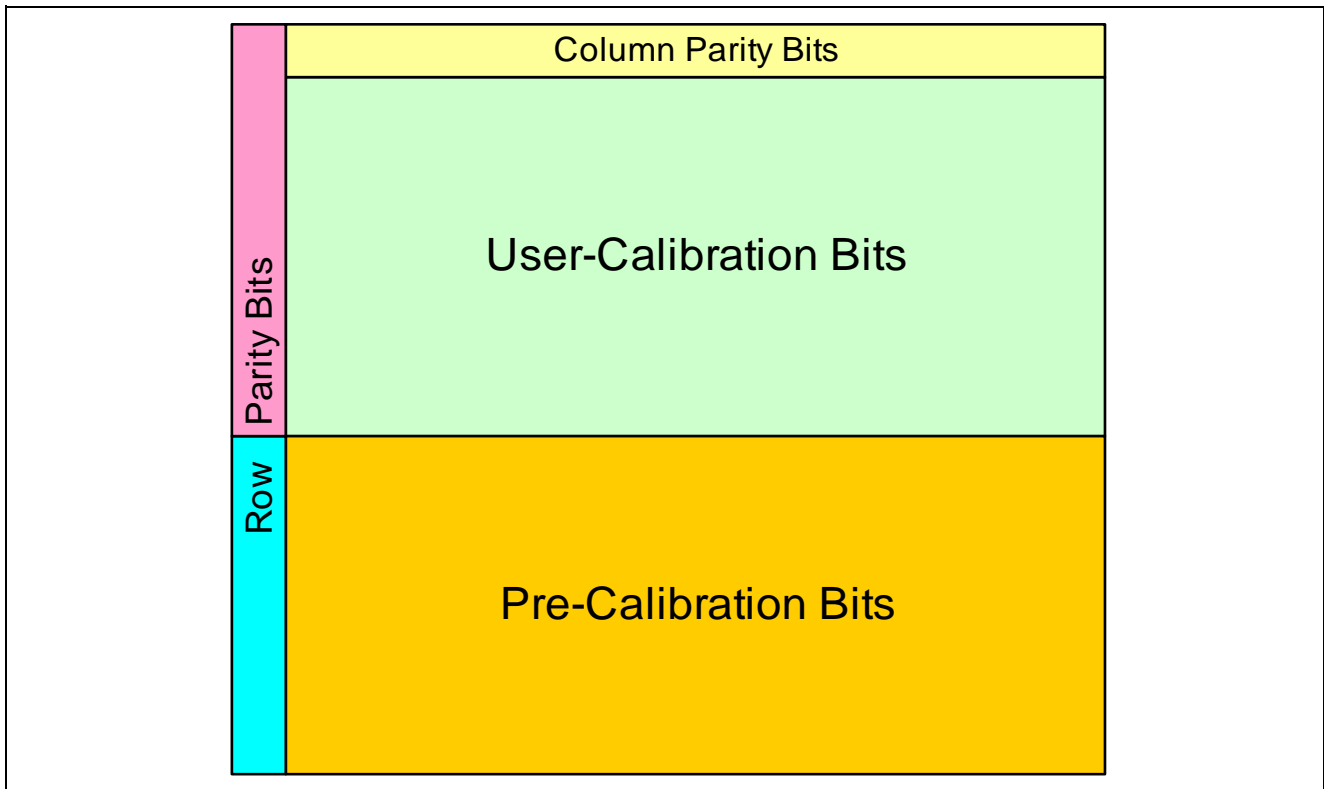 Column Parity Bits
User-Calibration Bits
Row Parity Bits
Pre-Calibration Bits